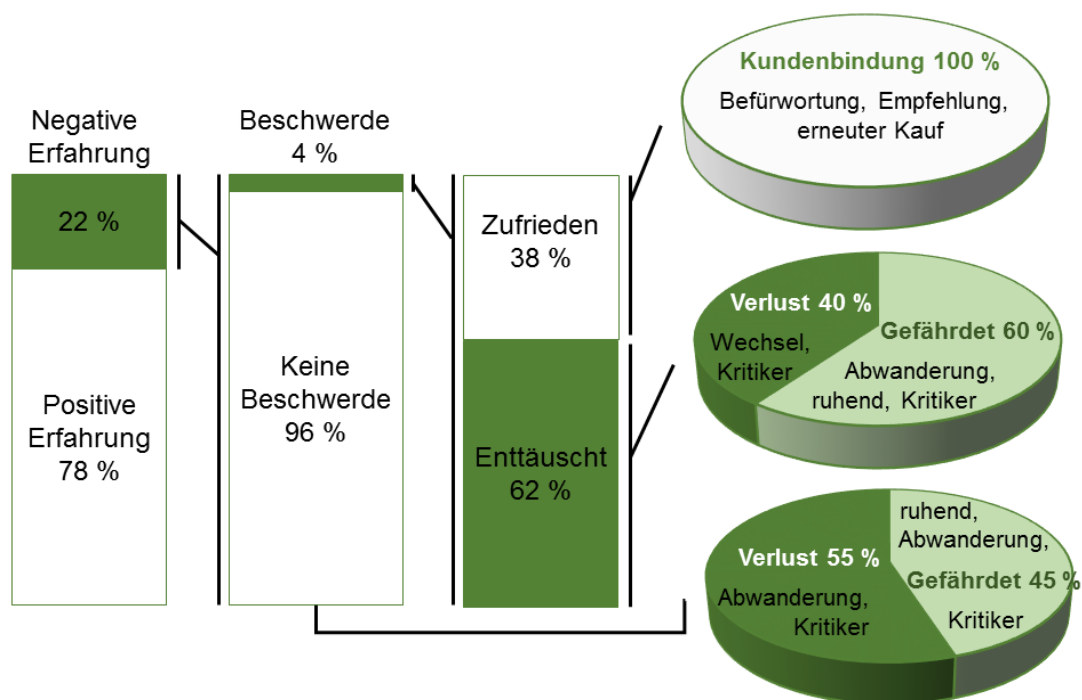 Negative
Erfahrung
22 %
Positive
Erfahrung
78 %
Beschwerde
4 %
Keine
Beschwerde
96 %
Zufrieden
38 %
Enttäuscht
62 %
Kundenbindung 100 %
Befürwortung, Empfehlung,
erneuter Kauf
Verlust 40 %
Wechsel,
Kritiker
Gefährdet 60 %
Abwanderung,
ruhend, Kritiker
Verlust 55 %
Abwanderung,
Kritiker
ruhend,
Abwanderung,
Gefährdet 45 %
Kritiker